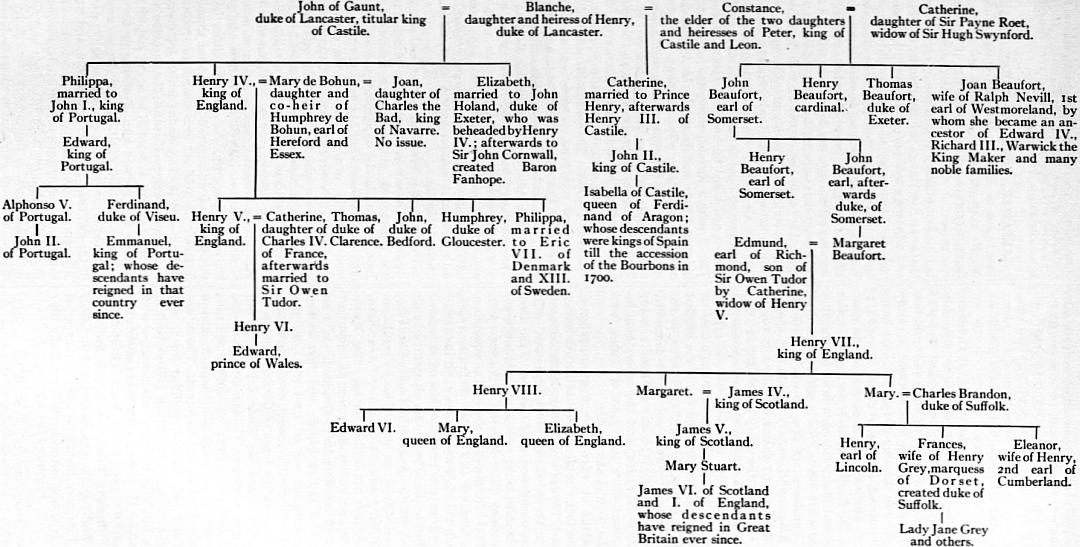 John of Gaunt,
duke of Lancaster, titular king
of Castile.
=
Blanche,
daughter and heiress of Henry,
duke of Lancaster.
=
Constance,
the elder of the two daughters
and heiresses of Peter, king of
Castile and Leon.
=
Catherine,
daughter of Sir Payne Roet,
widow of Sir Hugh Swynford.
Philippa,
married to
John I., king
of Portugal.
Henry IV.,
king of
England.
=
Mary de Bohun,
daughter and
co-heir of
Humphrey de
Bohun, earl of
Hereford and
Essex.
=
Joan,
daughter of
Charles the
Bad, king
of Navarre.
No issue.
Elizabeth,
married to John
Holand, duke of
Exeter, who was
beheaded by Henry
IV.; afterwards to
Sir John Cornwall,
created Baron
Fanhope.
Catherine,
married to Prince
Henry, afterwards
Henry III. of
Castile.
John
Beaufort,
earl of
Somerset.
Henry
Beaufort,
cardinal.
Thomas
Beaufort,
duke of
Exeter.
Joan Beaufort,
wife of Ralph Nevill, 1st
earl of Westmoreland, by
whom she became an an-
cestor of Edward IV.,
Richard III., Warwick the
King Maker and many
noble families.
Edward,
king of
Portugal.
John II.,
king of Castile.
Henry
Beaufort,
earl of
Somerset.
John
Beaufort,
earl, after-
wards
duke, of
Somerset.
Alphonso V.
of Portugal.
Ferdinand,
duke of Viseu.
Henry V.,
king of
England.
=
Catherine,
daughter of
Charles IV.
of France,
afterwards
married to
Sir Owen
Tudor.
Thomas,
duke of
Clarence.
John,
duke of
Bedford.
Humphrey,
duke of
Gloucester.
Philippa,
married
to Eric
VII. of
Denmark
and XIII.
of Sweden.
Isabella of Castile,
queen of Ferdi-
nand of Aragon;
whose descendants
were kings of Spain
till the accession
of the Bourbons in
1700.
John II.
of Portugal.
Emmanuel,
king of Portu-
gal; whose de-
scendants have
reigned in that
country ever
since.
Edmund,
earl of Rich-
mond, son of
Sir Owen Tudor
by Catherine,
widow of Henry
V.
=
Margaret
Beaufort.
Henry VI.
Edward,
prince of Wales.
Henry VII.,
king of England.
Henry VIII.
Margaret.
=
James IV.,
king of Scotland.
Mary.
=
Charles Brandon,
duke of Suffolk.
Edward VI.
Mary,
queen of England.
Elizabeth,
queen of England.
James V.,
king of Scotland.
Henry,
earl of
Lincoln.
Frances,
wife of Henry
Grey, marquess
of Dorset,
created duke of
Suffolk.
Eleanor,
wife of Henry,
2nd earl of
Cumberland.
Mary Stuart.
James VI. of Scotland
and I. of England,
whose descendants
have reigned in Great
Britain ever since.
Lady Jane Grey
and others.